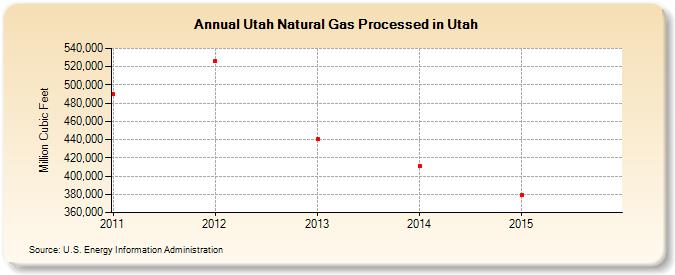 Annual Utah Natural Gas Processed in Utah
Million Cubic Feet
540,000
520,000
500,000
480,000
460,000
440,000
420,000
400,000
380,000
360,000
2011 2012 2013 2014 2015
Source: U.S. Energy Information Administration